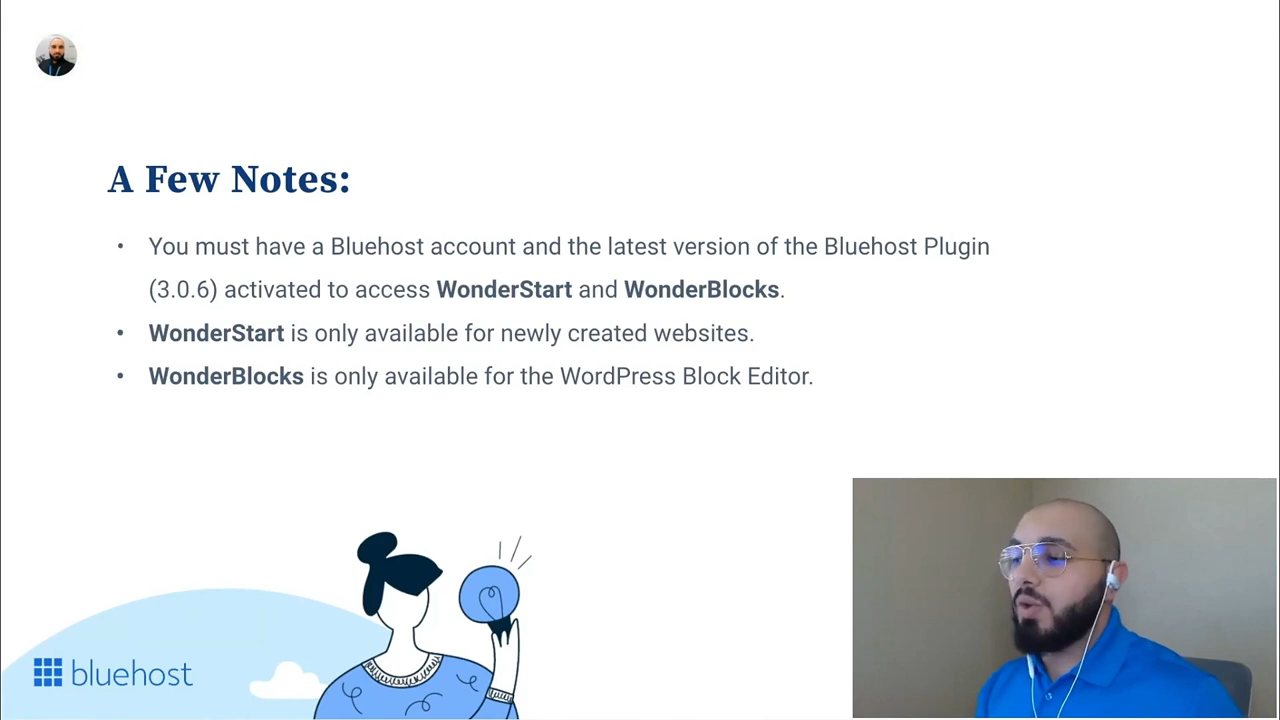 A Few Notes:
• You must have a Bluehost account and the latest version of the Bluehost Plugin
(3.0.6) activated to access WonderStart and WonderBlocks.
• WonderStart is only available for newly created websites.
• WonderBlocks is only available for the WordPress Block Editor.
bluehost